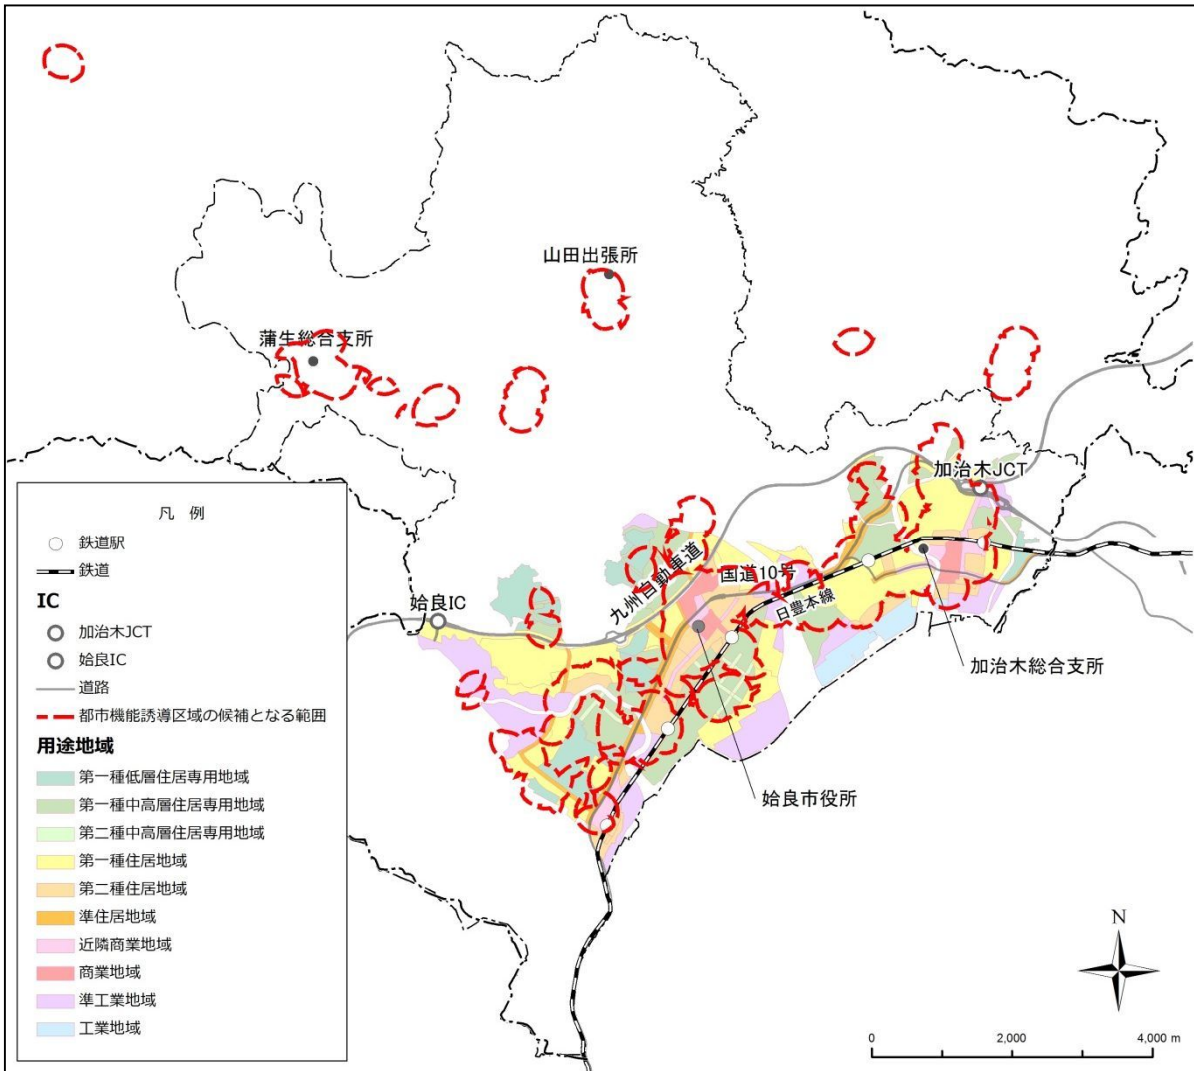 山田出張所
蒲生総合支所
加治木JCT
九州自動車道
国道10号
日豊本線
姶良IC
加治木総合支所
姶良市役所
凡 例
鉄道駅
鉄道
IC
加治木JCT
姶良IC
道路
都市機能誘導区域の候補となる範囲
用途地域
第一種低層住居専用地域
第一種中高層住居専用地域
第二種中高層住居専用地域
第一種住居地域
第二種住居地域
準住居地域
近隣商業地域
商業地域
準工業地域
工業地域
N
0 2,000 4,000 m